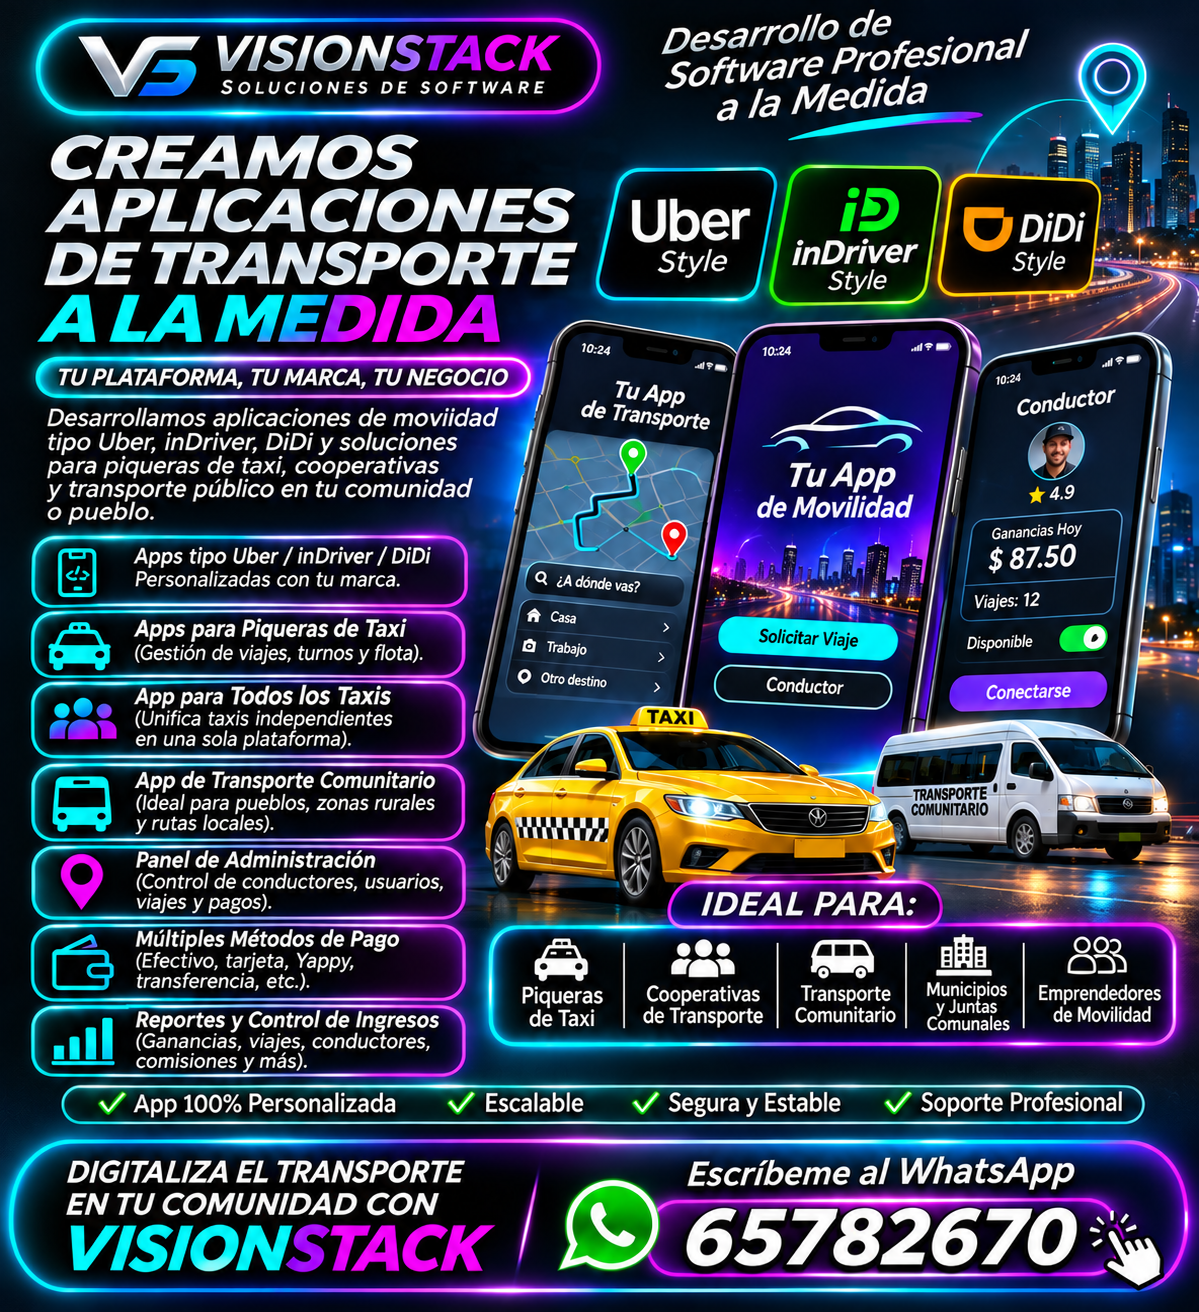 VS VISIONSTACK
SOLUCIONES DE SOFTWARE
Desarrollo de
Software Profesional
a la Medida
CREAMOS
APLICACIONES
DE TRANSPORTE
A LA MEDIDA
Uber
Style
iD
inDriver
Style
DiDi
Style
TU PLATAFORMA, TU MARCA, TU NEGOCIO
Desarrollamos aplicaciones de moviidad
tipo Uber, inDriver, DiDi y soluciones
para piqueras de taxi, cooperativas
y transporte público en tu comunidad
o pueblo.
10:24
Tu App
de Transporte
¿A dónde vas?
Casa
Trabajo
Otro destino
10:24
Tu App
de Movilidad
Solicitar Viaje
Conductor
10:24
Conductor
4.9
Ganancias Hoy
$ 87.50
Viajes: 12
Disponible
Conectarse
Apps tipo Uber / inDriver / DiDi
Personalizadas con tu marca.
Apps para Piqueras de Taxi
(Gestión de viajes, turnos y flota).
App para Todos los Taxis
(Unifica taxis independientes
en una sola plataforma).
App de Transporte Comunitario
(Ideal para pueblos, zonas rurales
y rutas locales).
Panel de Administración
(Control de conductores, usuarios,
viajes y pagos).
Múltiples Métodos de Pago
(Efectivo, tarjeta, Yappy,
transferencia, etc.).
Reportes y Control de Ingresos
(Ganancias, viajes, conductores,
comisiones y más).
TAXI
TRANSPORTE
COMUNITARIO
IDEAL PARA:
Piqueras
de Taxi
Cooperativas
de Transporte
Transporte
Comunitario
Municipios
y Juntas
Comunales
Emprendedores
de Movilidad
App 100% Personalizada
Escalable
Segura y Estable
Soporte Profesional
DIGITALIZA EL TRANSPORTE
EN TU COMUNIDAD CON
VISIONSTACK
Escríbeme al WhatsApp
65782670